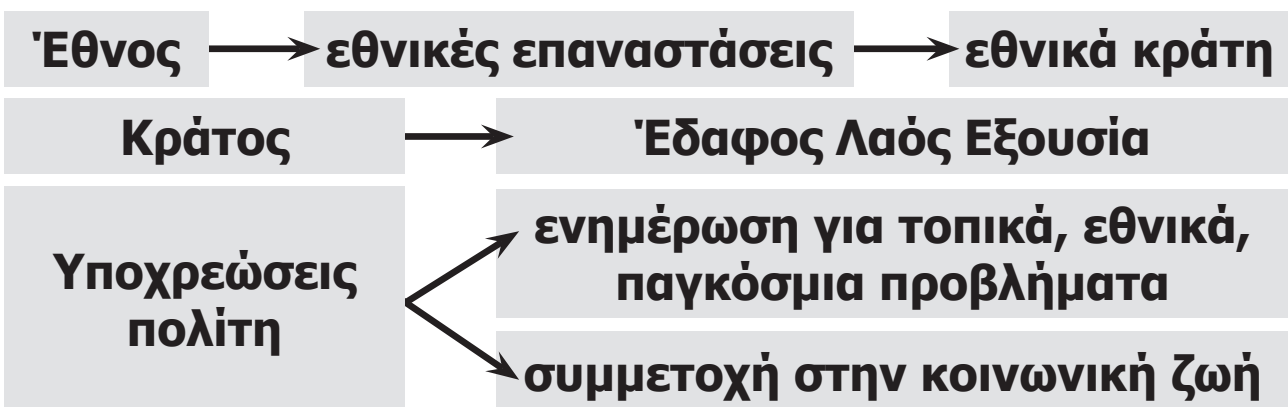 Έθνος εθνικές επαναστάσεις εθνικά κράτη
Κράτος Έδαφος Λαός Εξουσία
Υποχρεώσεις
πολίτη
ενημέρωση για τοπικά, εθνικά,
παγκόσμια προβλήματα
συμμετοχή στην κοινωνική ζωή